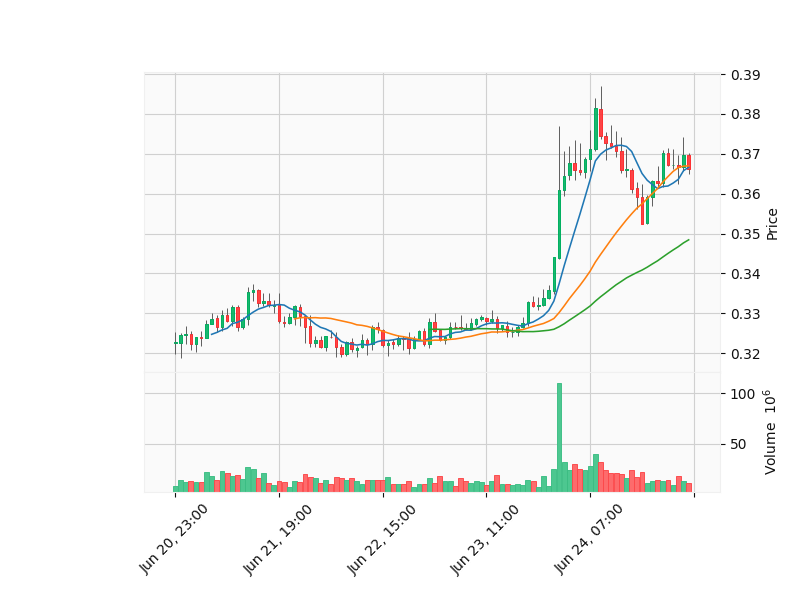 0.39
0.38
0.37
0.36
0.35
0.34
0.33
0.32
Price
100
50
Volume 10⁶
Jun 20, 23:00
Jun 21, 19:00
Jun 22, 15:00
Jun 23, 11:00
Jun 24, 07:00